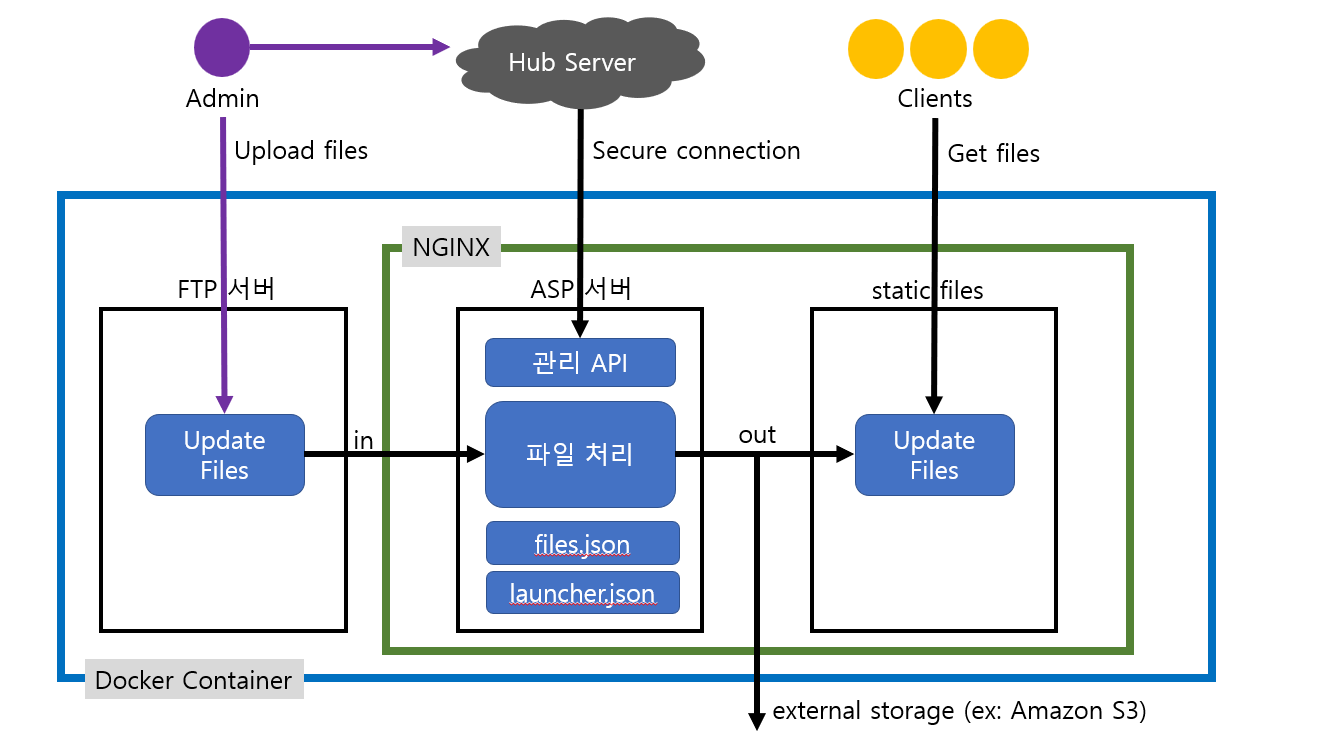 Hub Server
Admin
Clients
Upload files
Secure connection
Get files
NGINX
FTP 서버
ASP 서버
static files
관리 API
Update
Files
in
파일 처리
out
Update
Files
files.json
launcher.json
Docker Container
external storage (ex: Amazon S3)